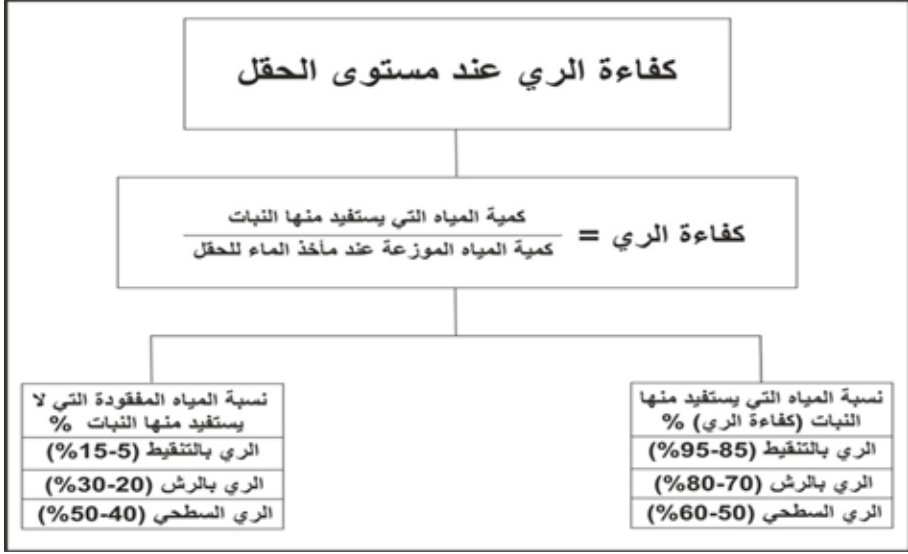 كفاءة الري عند مستوى الحقل
كفاءة الري = كمية المياه التي يستفيد منها النبات
كمية المياه الموزعة عند مأخذ الماء للحقل
نسبة المياه التي يستفيد منها
النبات (كفاءة الري) %
الري بالتنقيط (85-95%)
الري بالرش (70-80%)
الري السطحي (50-60%)
نسبة المياه المفقودة التي لا
يستفيد منها النبات %
الري بالتنقيط (5-15%)
الري بالرش (20-30%)
الري السطحي (40-50%)